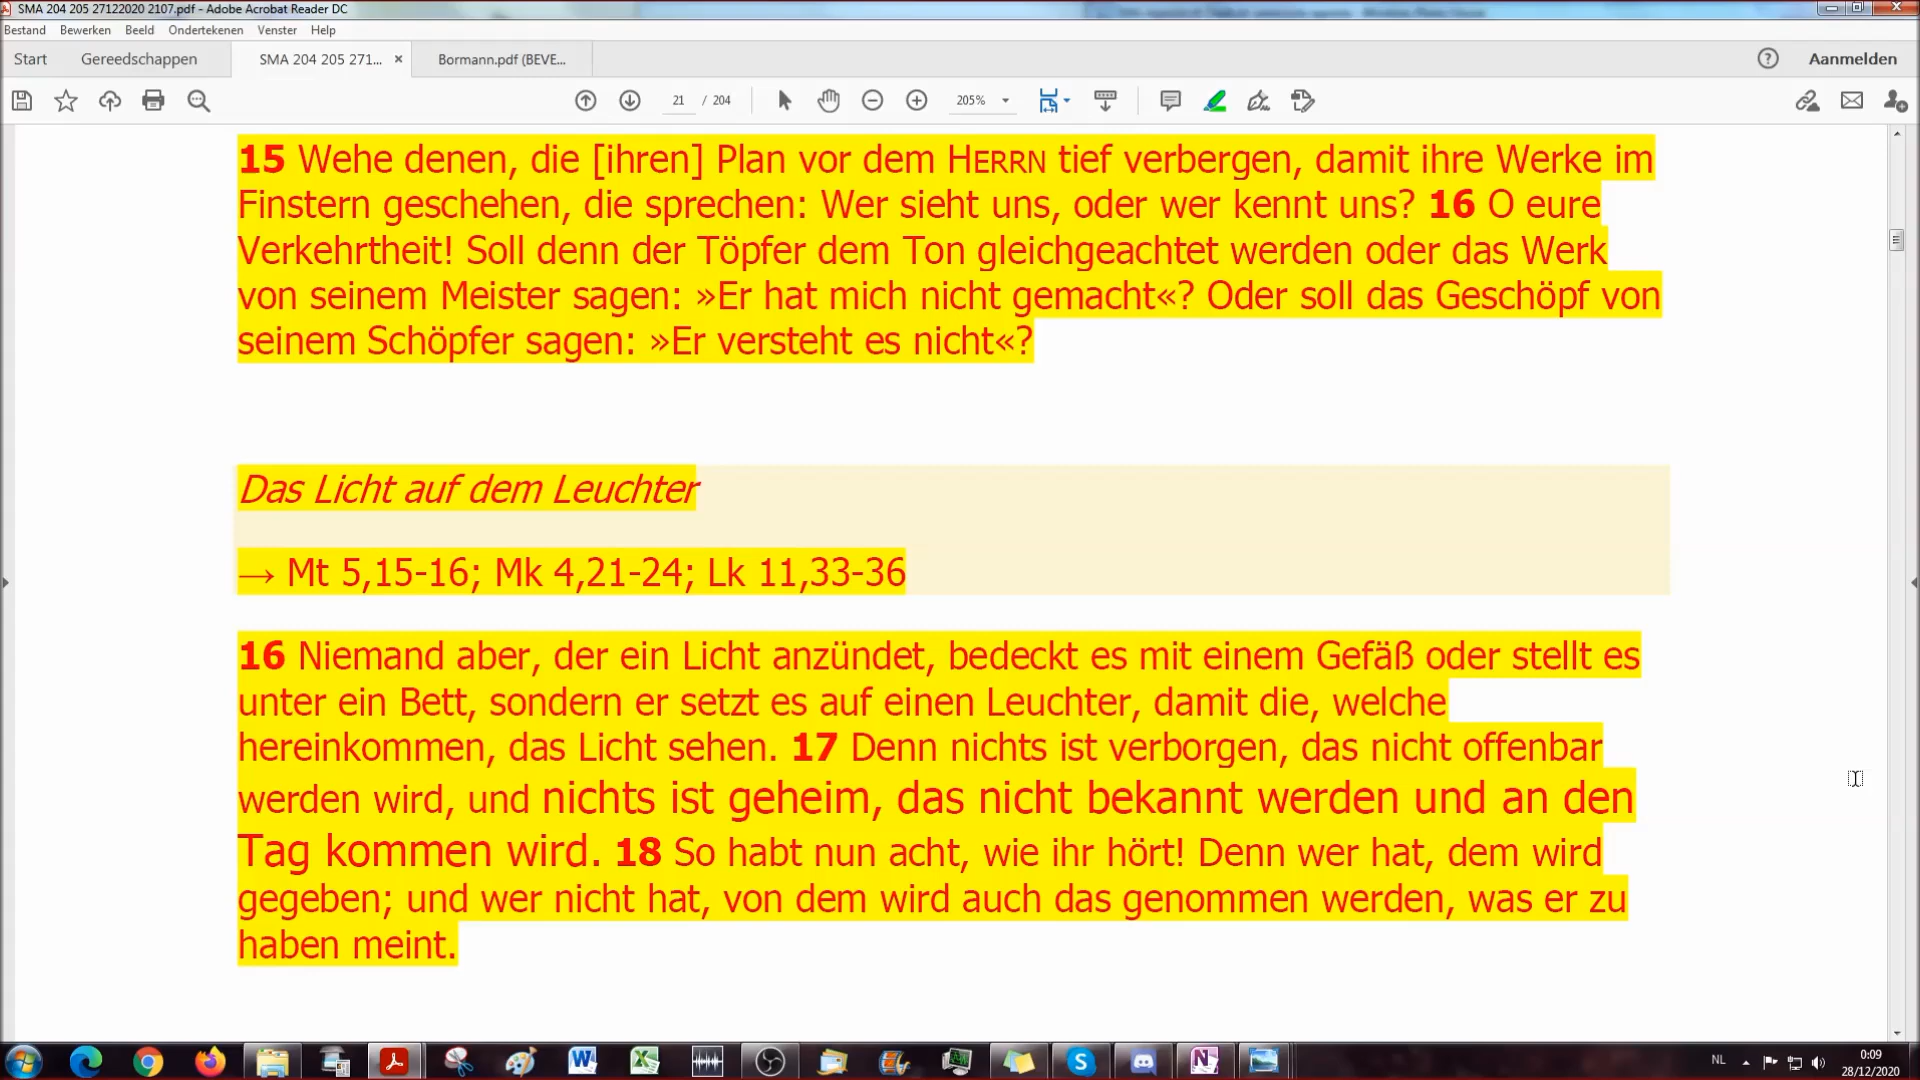 SMA 204 205 27122020 2107.pdf - Adobe Acrobat Reader DC
Bestand Bewerken Beeld Ondertekenen Venster Help
Start Gereedschappen SMA 204 205 271... × Bormann.pdf (BEVE... Aanmelden
21 / 204 205%
15 Wehe denen, die [ihren] Plan vor dem HERRN tief verbergen, damit ihre Werke im
Finstern geschehen, die sprechen: Wer sieht uns, oder wer kennt uns? 16 O eure
Verkehrtheit! Soll denn der Töpfer dem Ton gleichgeachtet werden oder das Werk
von seinem Meister sagen: »Er hat mich nicht gemacht«? Oder soll das Geschöpf von
seinem Schöpfer sagen: »Er versteht es nicht«?
Das Licht auf dem Leuchter
→ Mt 5,15-16; Mk 4,21-24; Lk 11,33-36
16 Niemand aber, der ein Licht anzündet, bedeckt es mit einem Gefäß oder stellt es
unter ein Bett, sondern er setzt es auf einen Leuchter, damit die, welche
hereinkommen, das Licht sehen. 17 Denn nichts ist verborgen, das nicht offenbar
werden wird, und nichts ist geheim, das nicht bekannt werden und an den
Tag kommen wird. 18 So habt nun acht, wie ihr hört! Denn wer hat, dem wird
gegeben; und wer nicht hat, von dem wird auch das genommen werden, was er zu
haben meint.
NL 0:09
28/12/2020